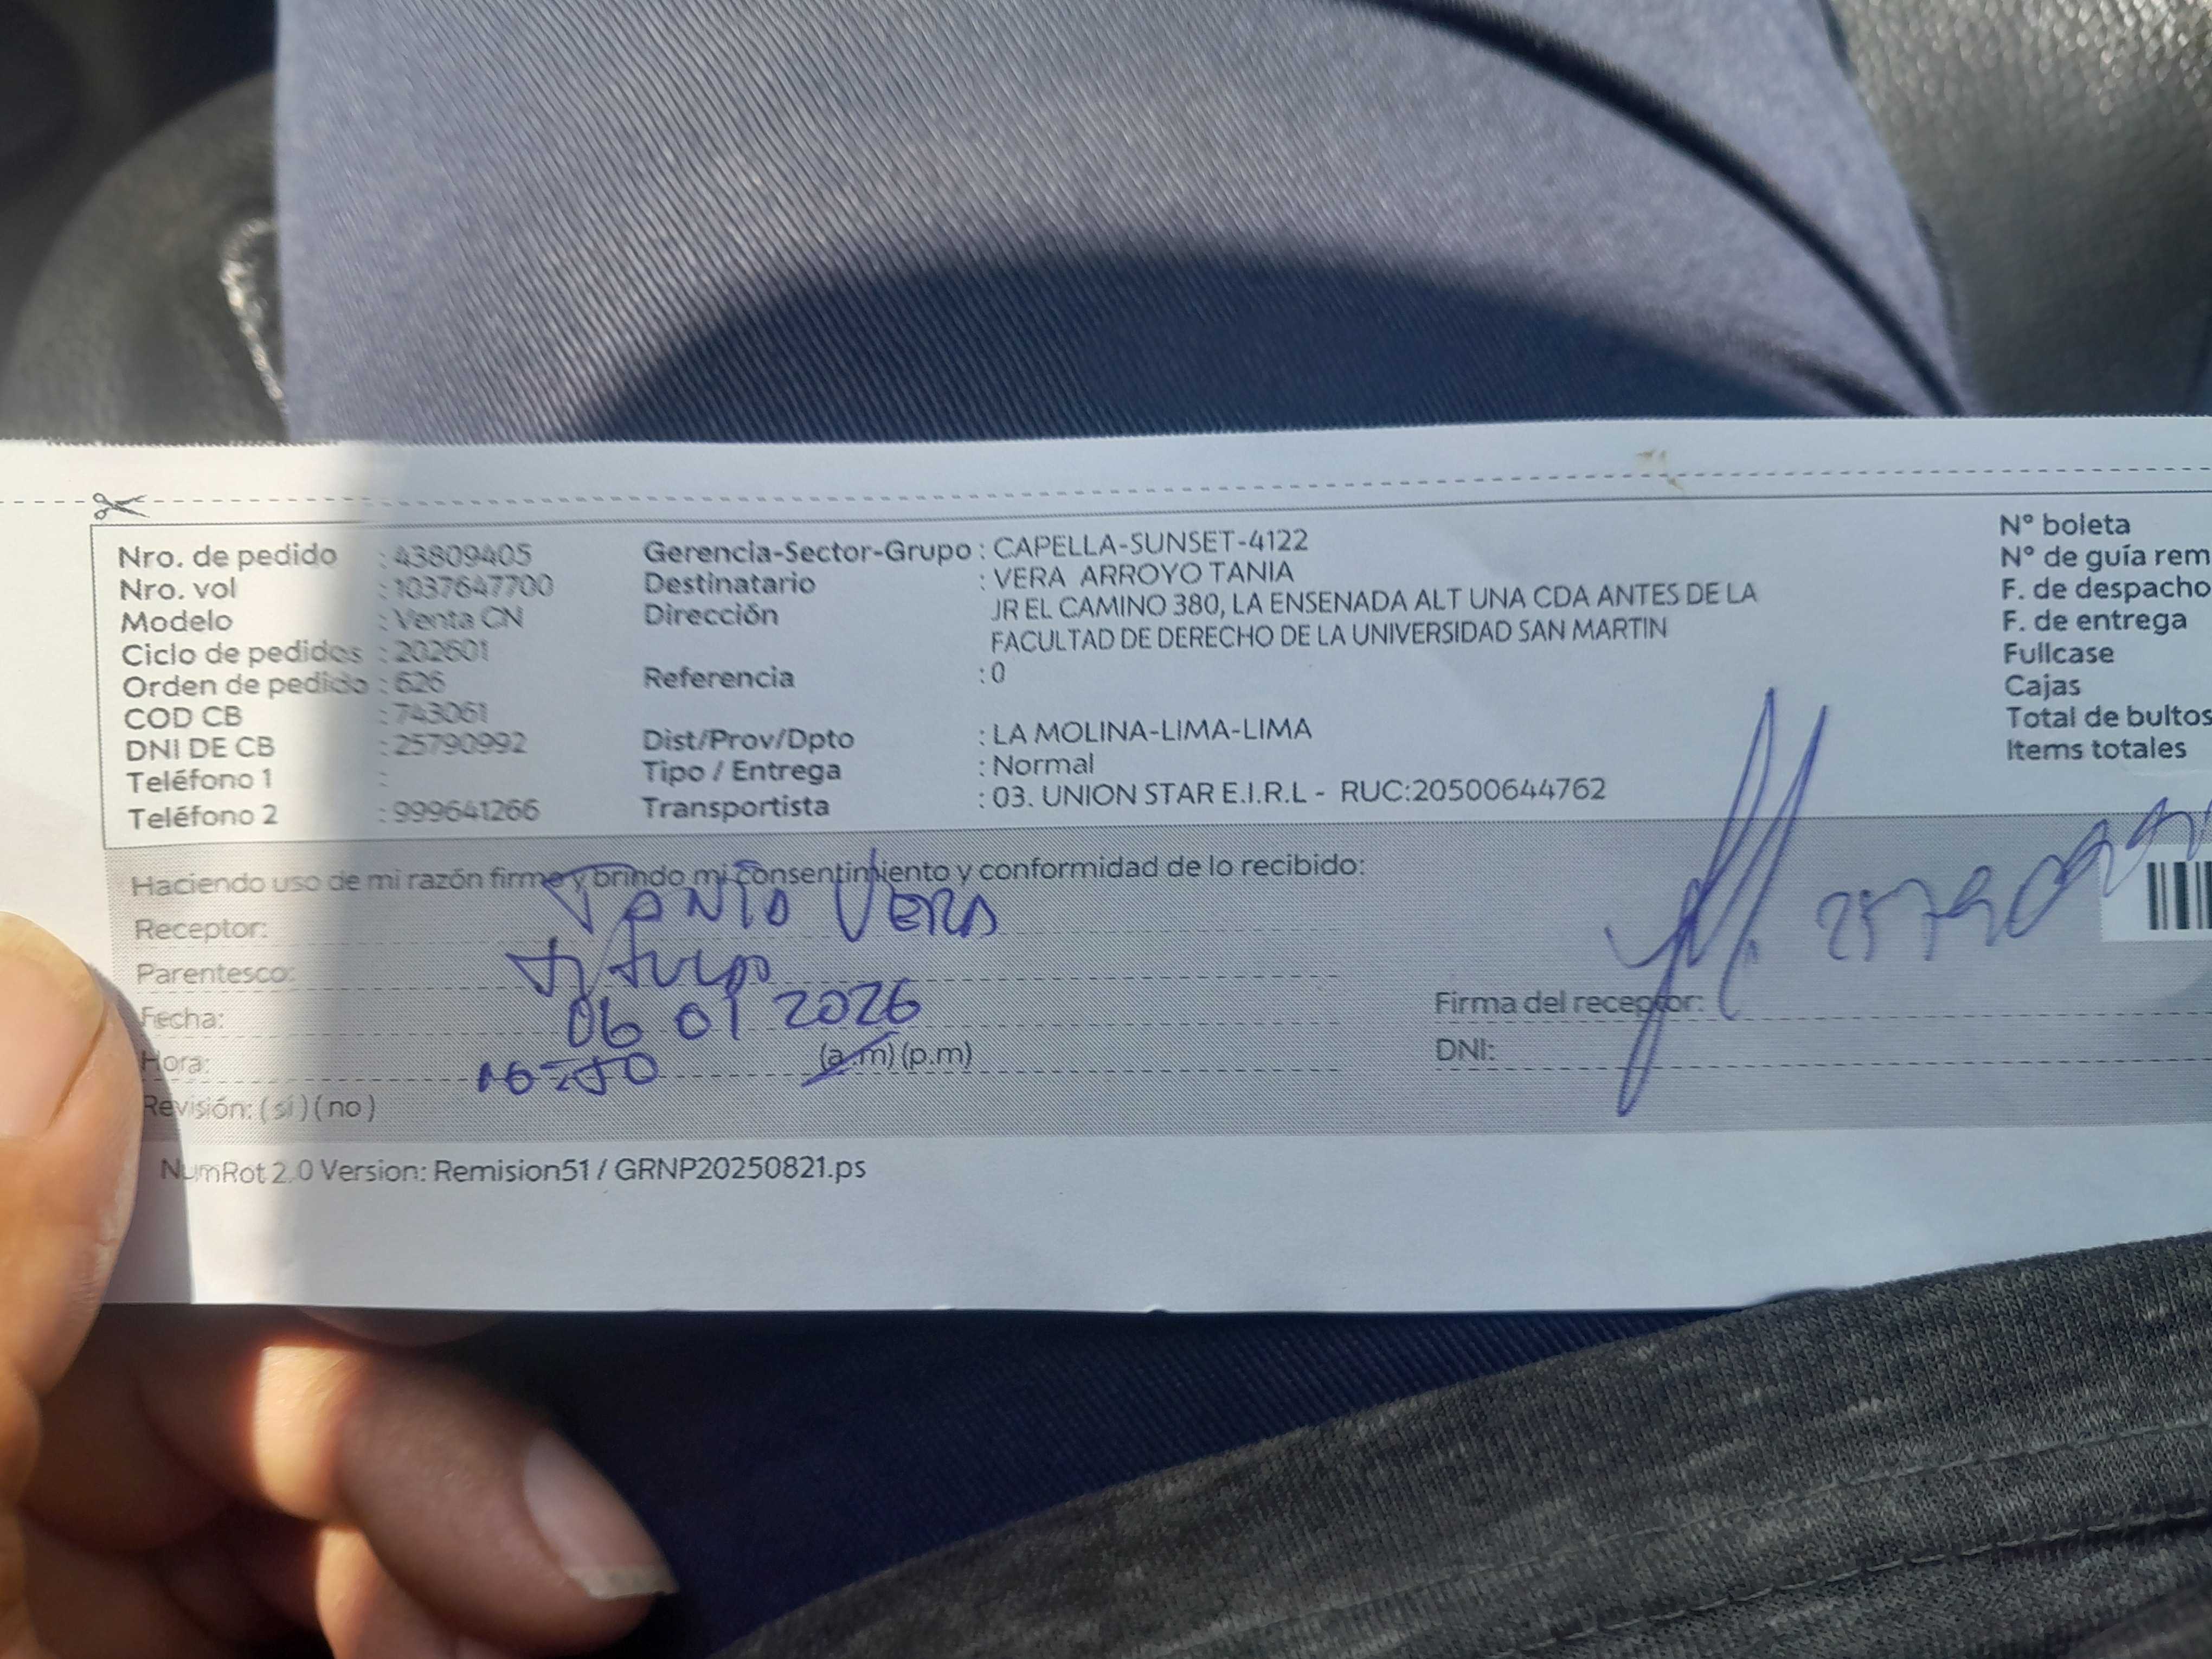 Nro. de pedido : 43809405
Nro. vol : 1037647700
Modelo : Venta CN
Ciclo de pedidos : 202601
Orden de pedido : 626
COD CB : 743061
DNI DE CB : 25790992
Teléfono 1 :
Teléfono 2 : 999641266
Gerencia-Sector-Grupo : CAPELLA-SUNSET-4122
Destinatario : VERA ARROYO TANIA
Dirección JR EL CAMINO 380, LA ENSENADA ALT UNA CDA ANTES DE LA
FACULTAD DE DERECHO DE LA UNIVERSIDAD SAN MARTIN
Referencia : 0
Dist/Prov/Dpto : LA MOLINA-LIMA-LIMA
Tipo / Entrega : Normal
Transportista : 03. UNION STAR E.I.R.L - RUC:20500644762
N° boleta
N° de guía rem
F. de despacho
F. de entrega
Fullcase
Cajas
Total de bultos
Items totales
Haciendo uso de mi razón firmo y brindo mi consentimiento y conformidad de lo recibido:
Receptor: TANIA VERA
Parentesco:
Fecha: 06 01 2026
Hora: (a.m) (p.m)
Revisión: ( si ) ( no )
Firma del receptor:
DNI:
NumRot 2.0 Version: Remision51 / GRNP20250821.ps